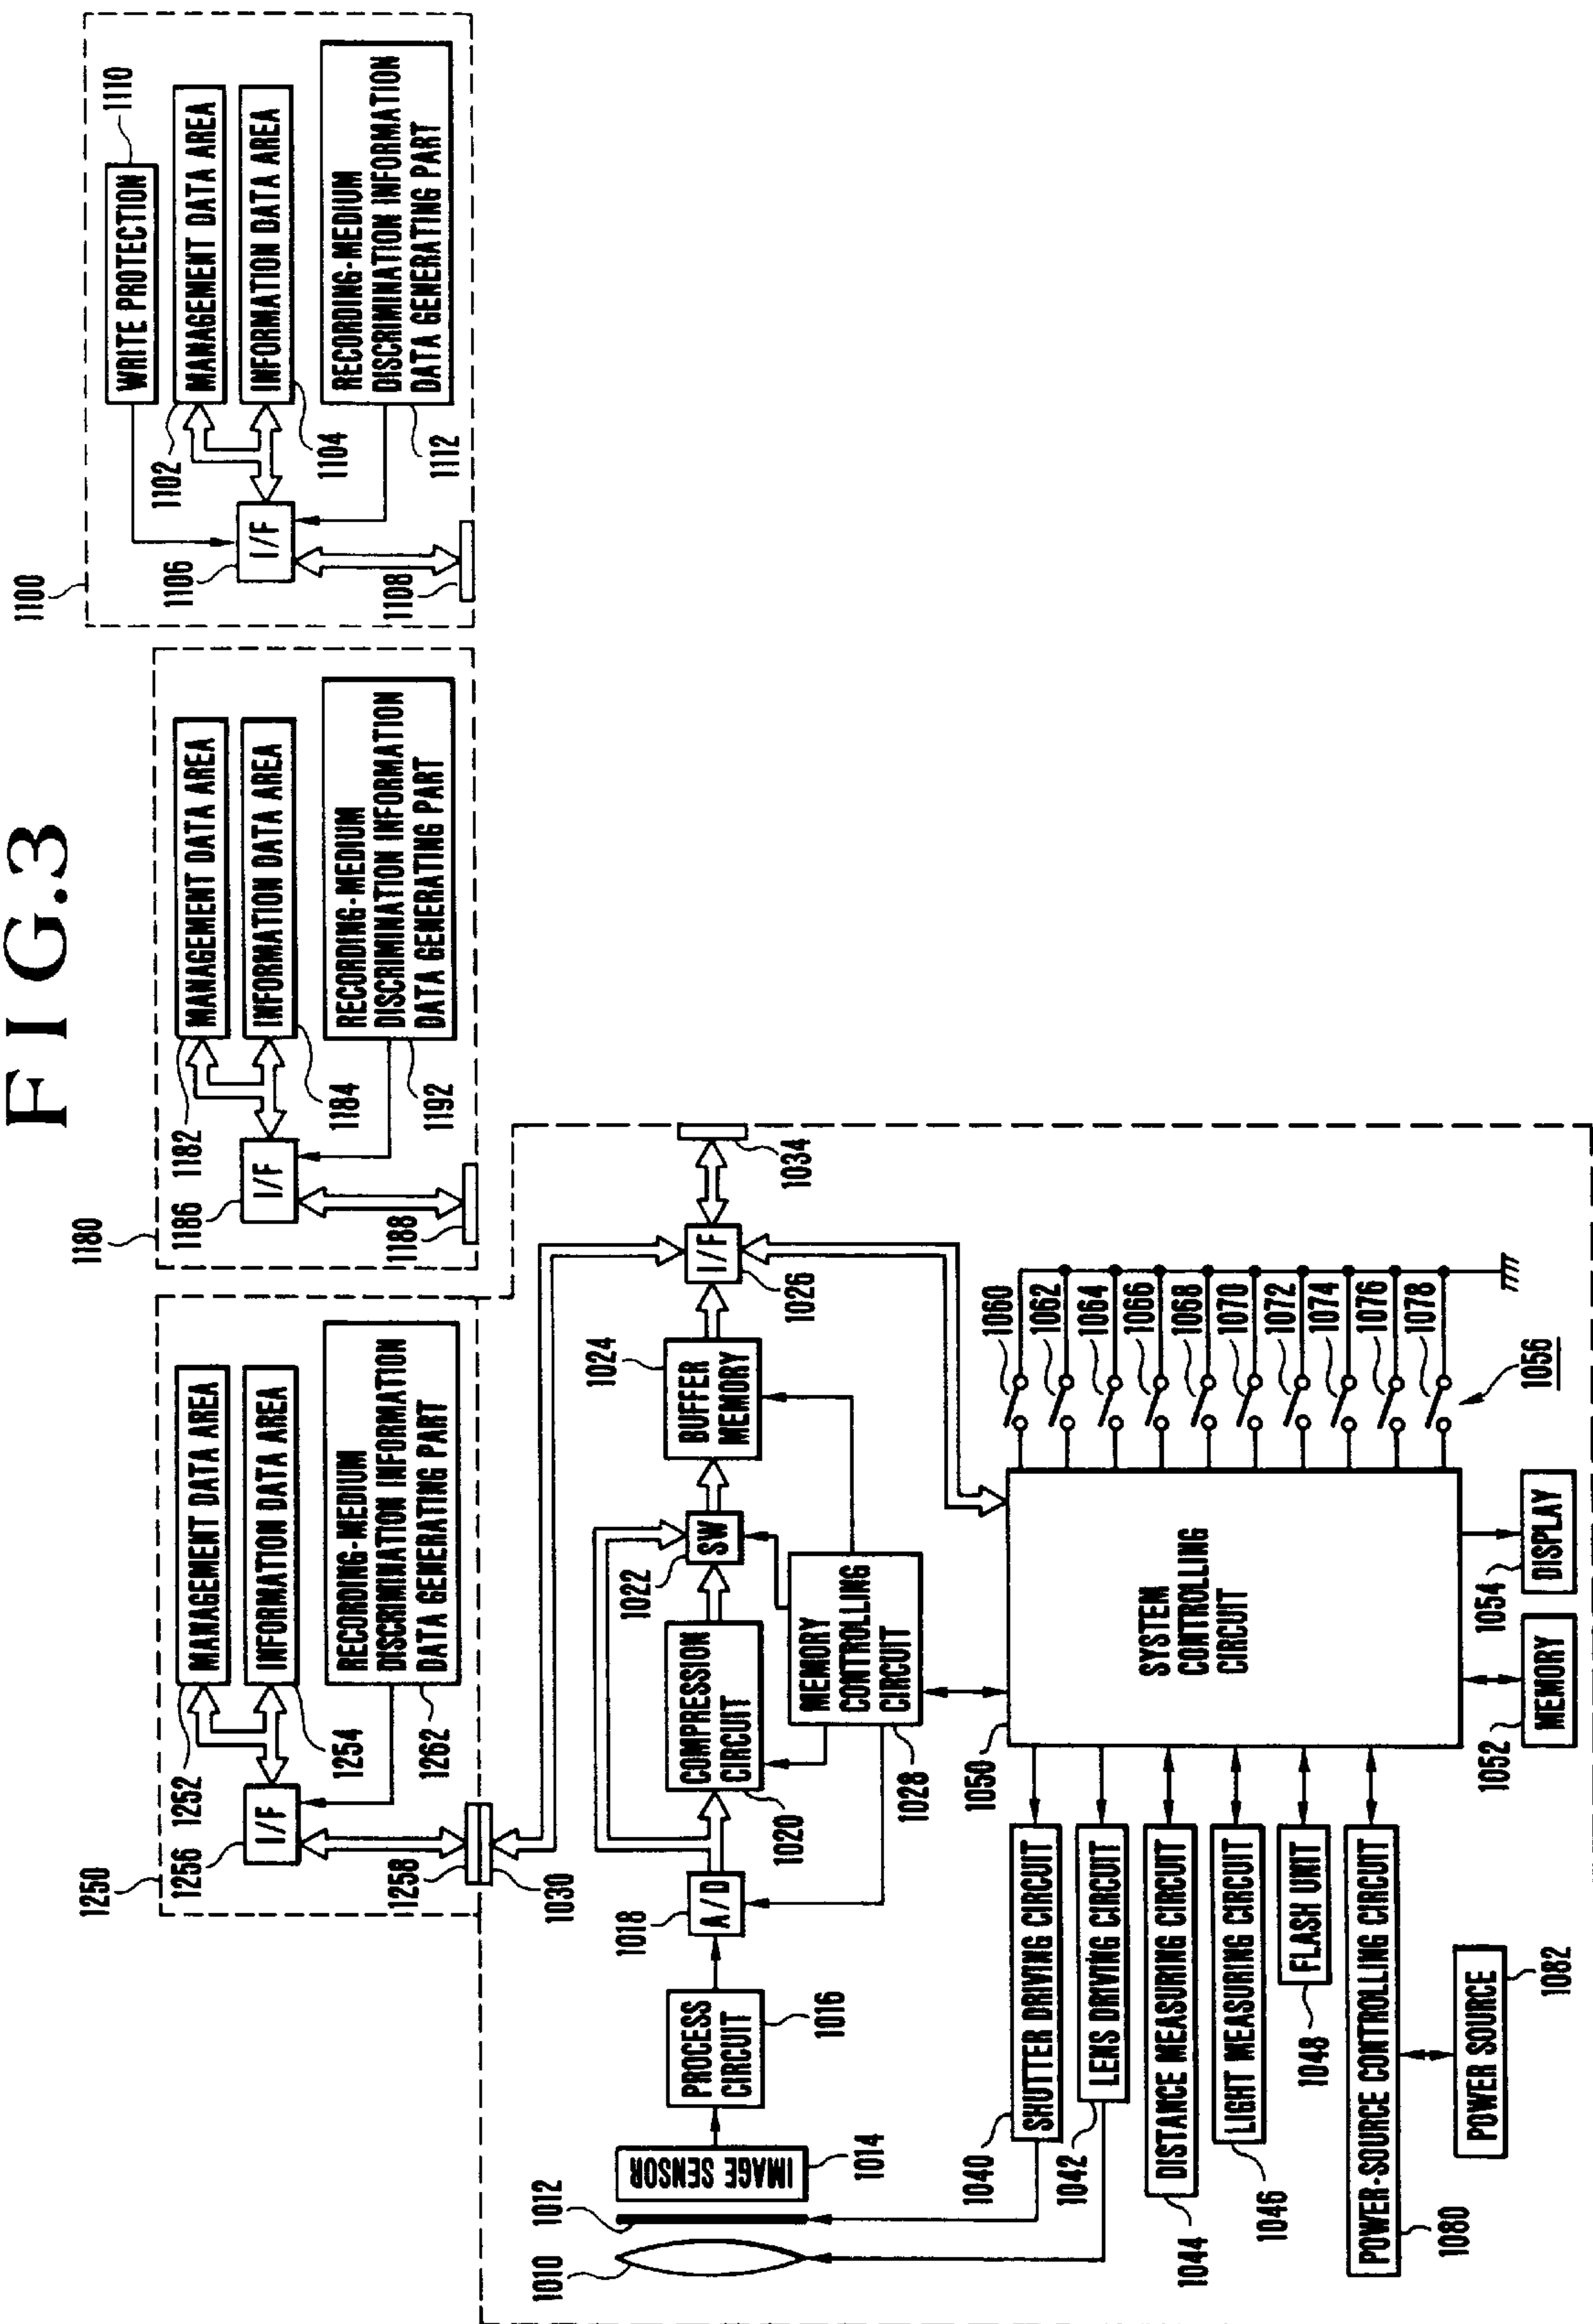 FIG.3
1250
1252
MANAGEMENT DATA AREA
1254
INFORMATION DATA AREA
1256
I/F
1262
RECORDING-MEDIUM
DISCRIMINATION INFORMATION
DATA GENERATING PART
1258
1030
1180
1182
MANAGEMENT DATA AREA
1184
INFORMATION DATA AREA
1186
I/F
1192
RECORDING-MEDIUM
DISCRIMINATION INFORMATION
DATA GENERATING PART
1188
1100
WRITE PROTECTION
1110
1102
MANAGEMENT DATA AREA
1104
INFORMATION DATA AREA
1106
I/F
1112
RECORDING-MEDIUM
DISCRIMINATION INFORMATION
DATA GENERATING PART
1108
1010
1012
IMAGE SENSOR
1014
PROCESS
CIRCUIT
1016
1018
A/D
COMPRESSION
CIRCUIT
1020
1022
SW
1024
BUFFER
MEMORY
I/F
1026
1034
MEMORY
CONTROLLING
CIRCUIT
1028
1040
SHUTTER DRIVING CIRCUIT
1042
LENS DRIVING CIRCUIT
1044
DISTANCE MEASURING CIRCUIT
1046
LIGHT MEASURING CIRCUIT
1048
FLASH UNIT
1080
POWER-SOURCE CONTROLLING CIRCUIT
POWER SOURCE
1082
1050
SYSTEM
CONTROLLING
CIRCUIT
1052
MEMORY
1054
DISPLAY
1060
1062
1064
1066
1068
1070
1072
1074
1076
1078
1056